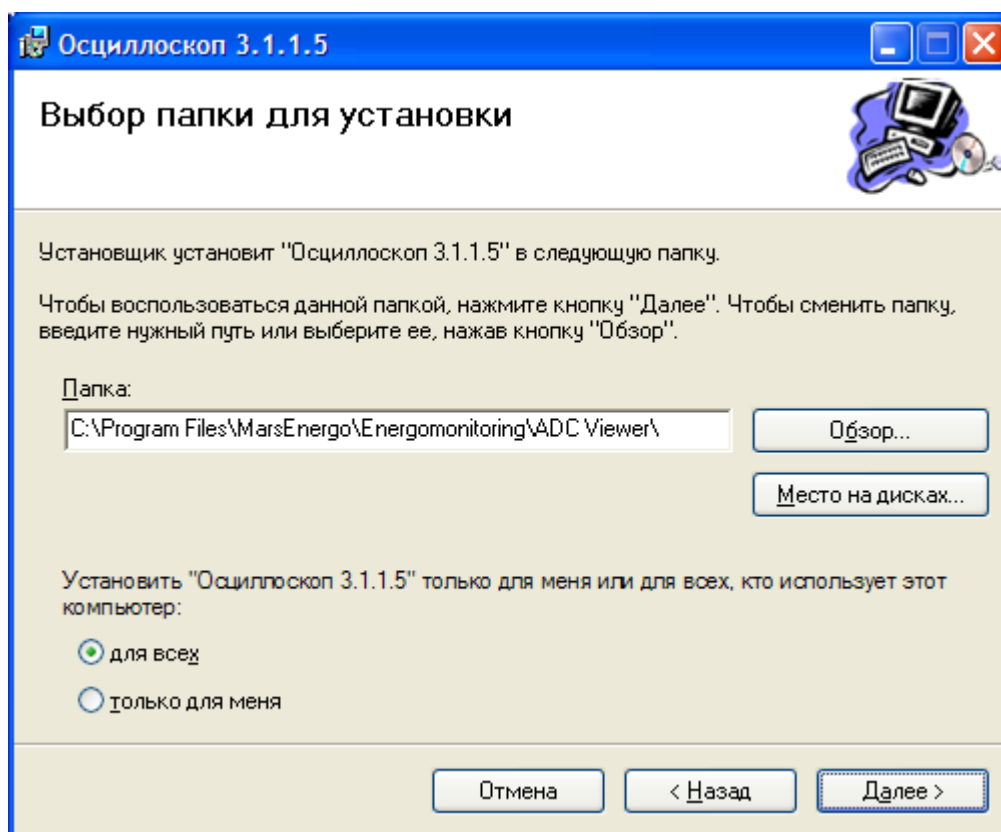 Осциллоскоп 3.1.1.5
Выбор папки для установки
Установщик установит "Осциллоскоп 3.1.1.5" в следующую папку.
Чтобы воспользоваться данной папкой, нажмите кнопку "Далее". Чтобы сменить папку,
введите нужный путь или выберите ее, нажав кнопку "Обзор".
Папка:
C:\Program Files\MarsEnergo\Energomonitoring\ADC Viewer\
Обзор...
Место на дисках...
Установить "Осциллоскоп 3.1.1.5" только для меня или для всех, кто использует этот
компьютер:
для всех
только для меня
Отмена
< Назад
Далее >